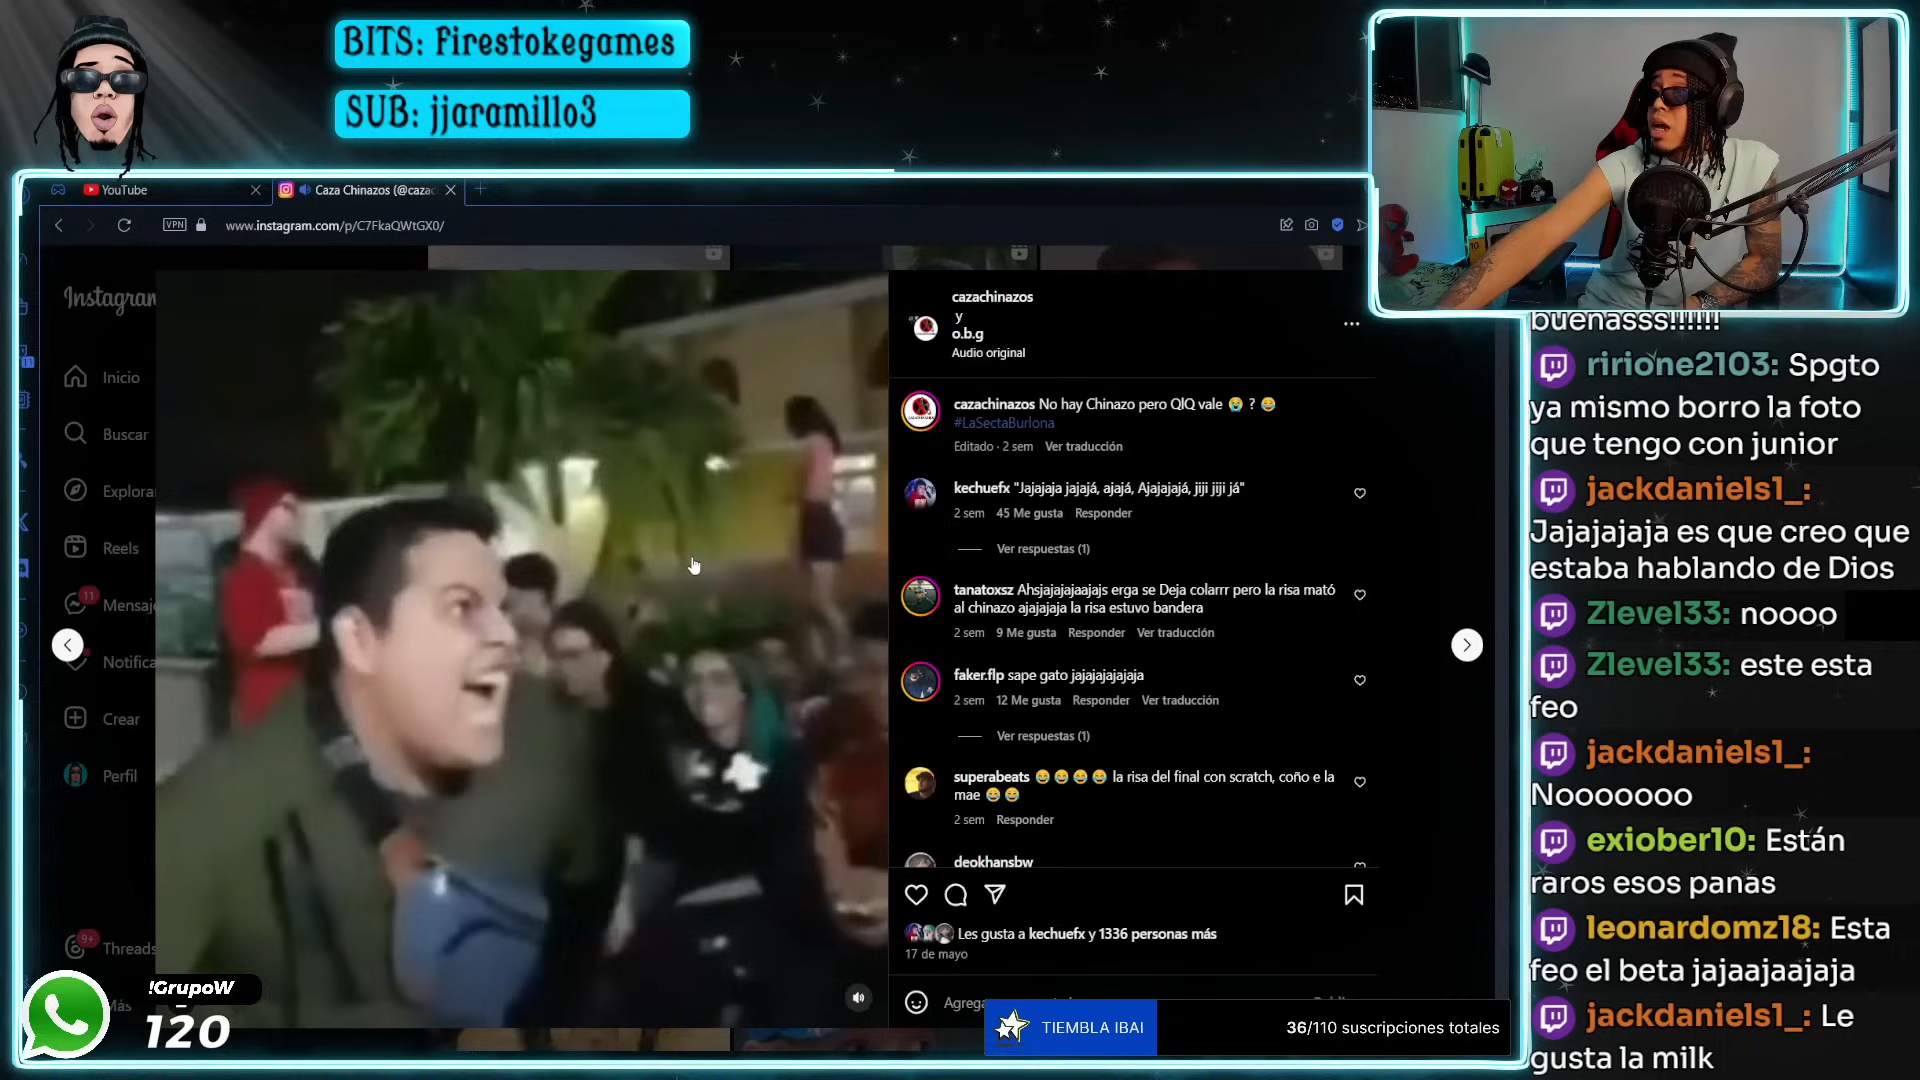 BITS: Firestokegames
SUB: jjaramillo3
YouTube
Caza Chinazos (@cazac
VPN
www.instagram.com/p/C7FkaQWtGX0/
Instagram
Inicio
Buscar
Explora
Reels
11
Mensaj
Notifica
Crear
Perfil
9+
Threads
Más
!GrupoW
120
cazachinazos
y
o.b.g
Audio original
cazachinazos No hay Chinazo pero QlQ vale 😭 ? 😂
#LaSectaBurlona
Editado · 2 sem Ver traducción
kechuefx "Jajajaja jajajá, ajajá, Ajajajajá, jiji jiji já"
2 sem 45 Me gusta Responder
Ver respuestas (1)
tanatoxsz Ahsjajajajaajajs erga se Deja colarrr pero la risa mató
al chinazo ajajajaja la risa estuvo bandera
2 sem 9 Me gusta Responder Ver traducción
faker.flp sape gato jajajajajajaja
2 sem 12 Me gusta Responder Ver traducción
Ver respuestas (1)
superabeats 😂😂😂😂 la risa del final con scratch, coño e la
mae 😂😂
2 sem Responder
deokhansbw
Les gusta a kechuefx y 1336 personas más
17 de mayo
Agrega
TIEMBLA IBAI
36/110 suscripciones totales
buenasss!!!!!!
ririone2103: Spgto
ya mismo borro la foto
que tengo con junior
jackdaniels1_:
Jajajajaja es que creo que
estaba hablando de Dios
Zlevel33: noooo
Zlevel33: este esta
feo
jackdaniels1_:
Nooooooo
exiober10: Están
raros esos panas
leonardomz18: Esta
feo el beta jajaajaajaja
jackdaniels1_: Le
gusta la milk